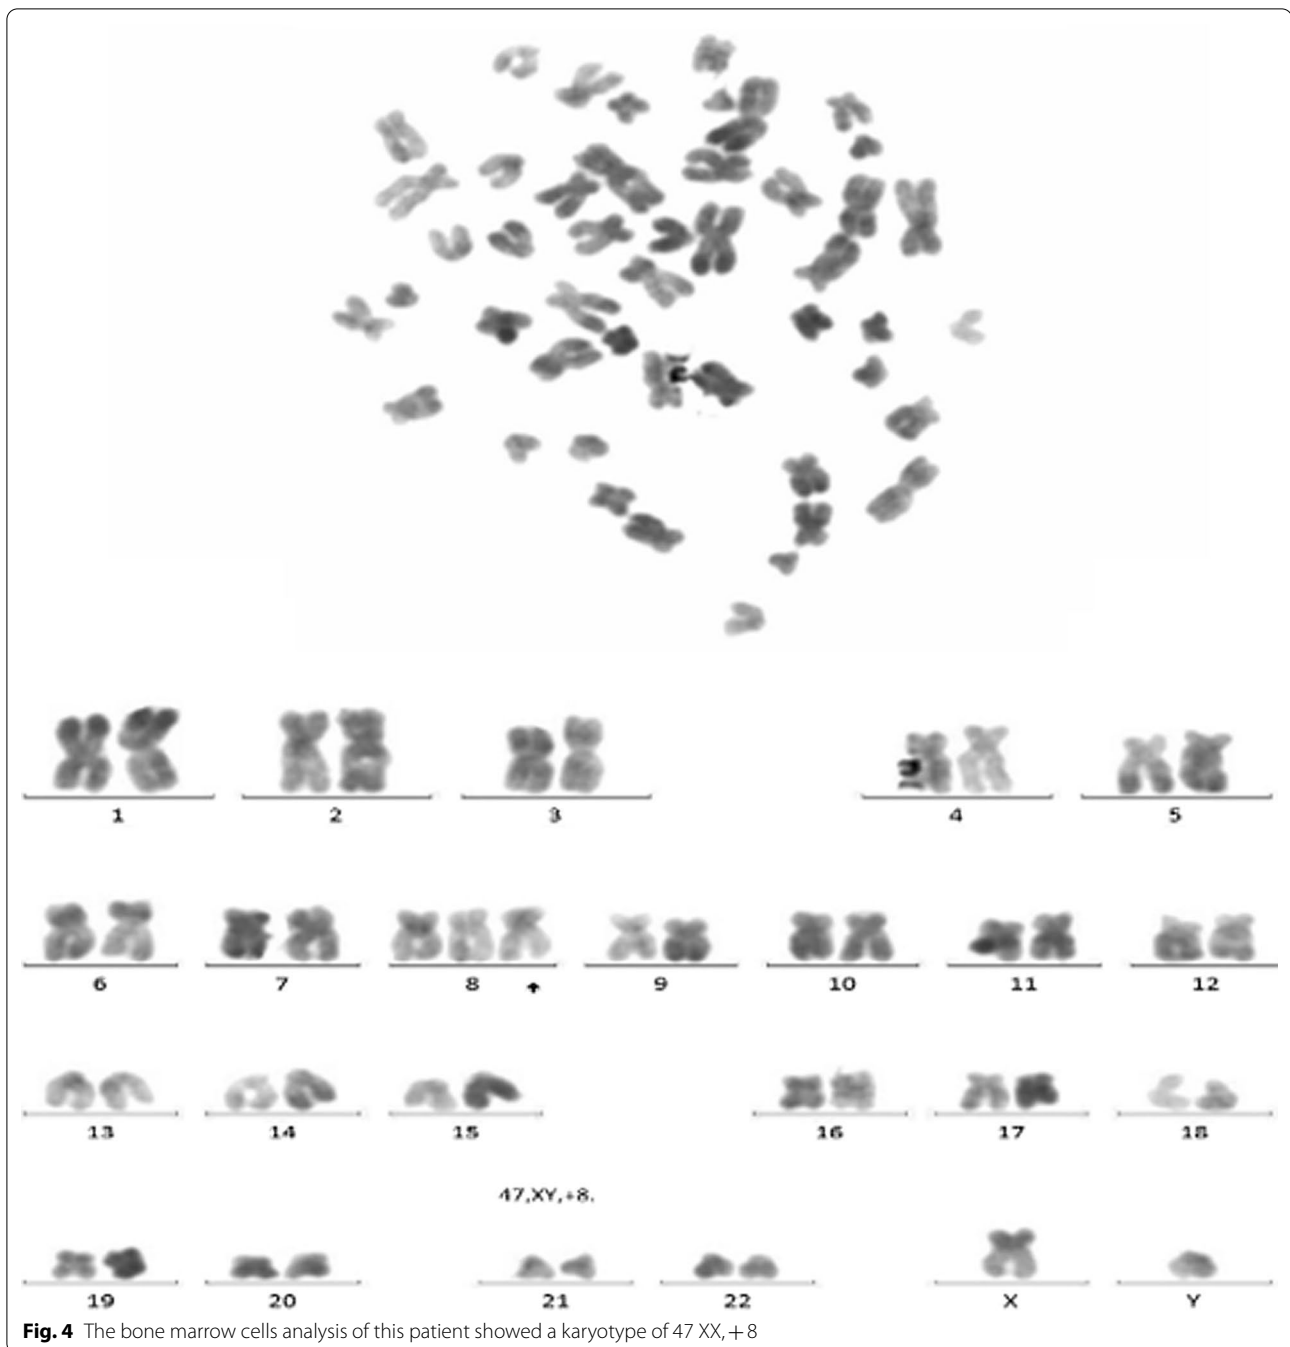 1 2 3 4 5
6 7 8 9 10 11 12
13 14 15 16 17 18
47,XY,+8.
19 20 21 22 X Y
Fig. 4 The bone marrow cells analysis of this patient showed a karyotype of 47 XX, +8